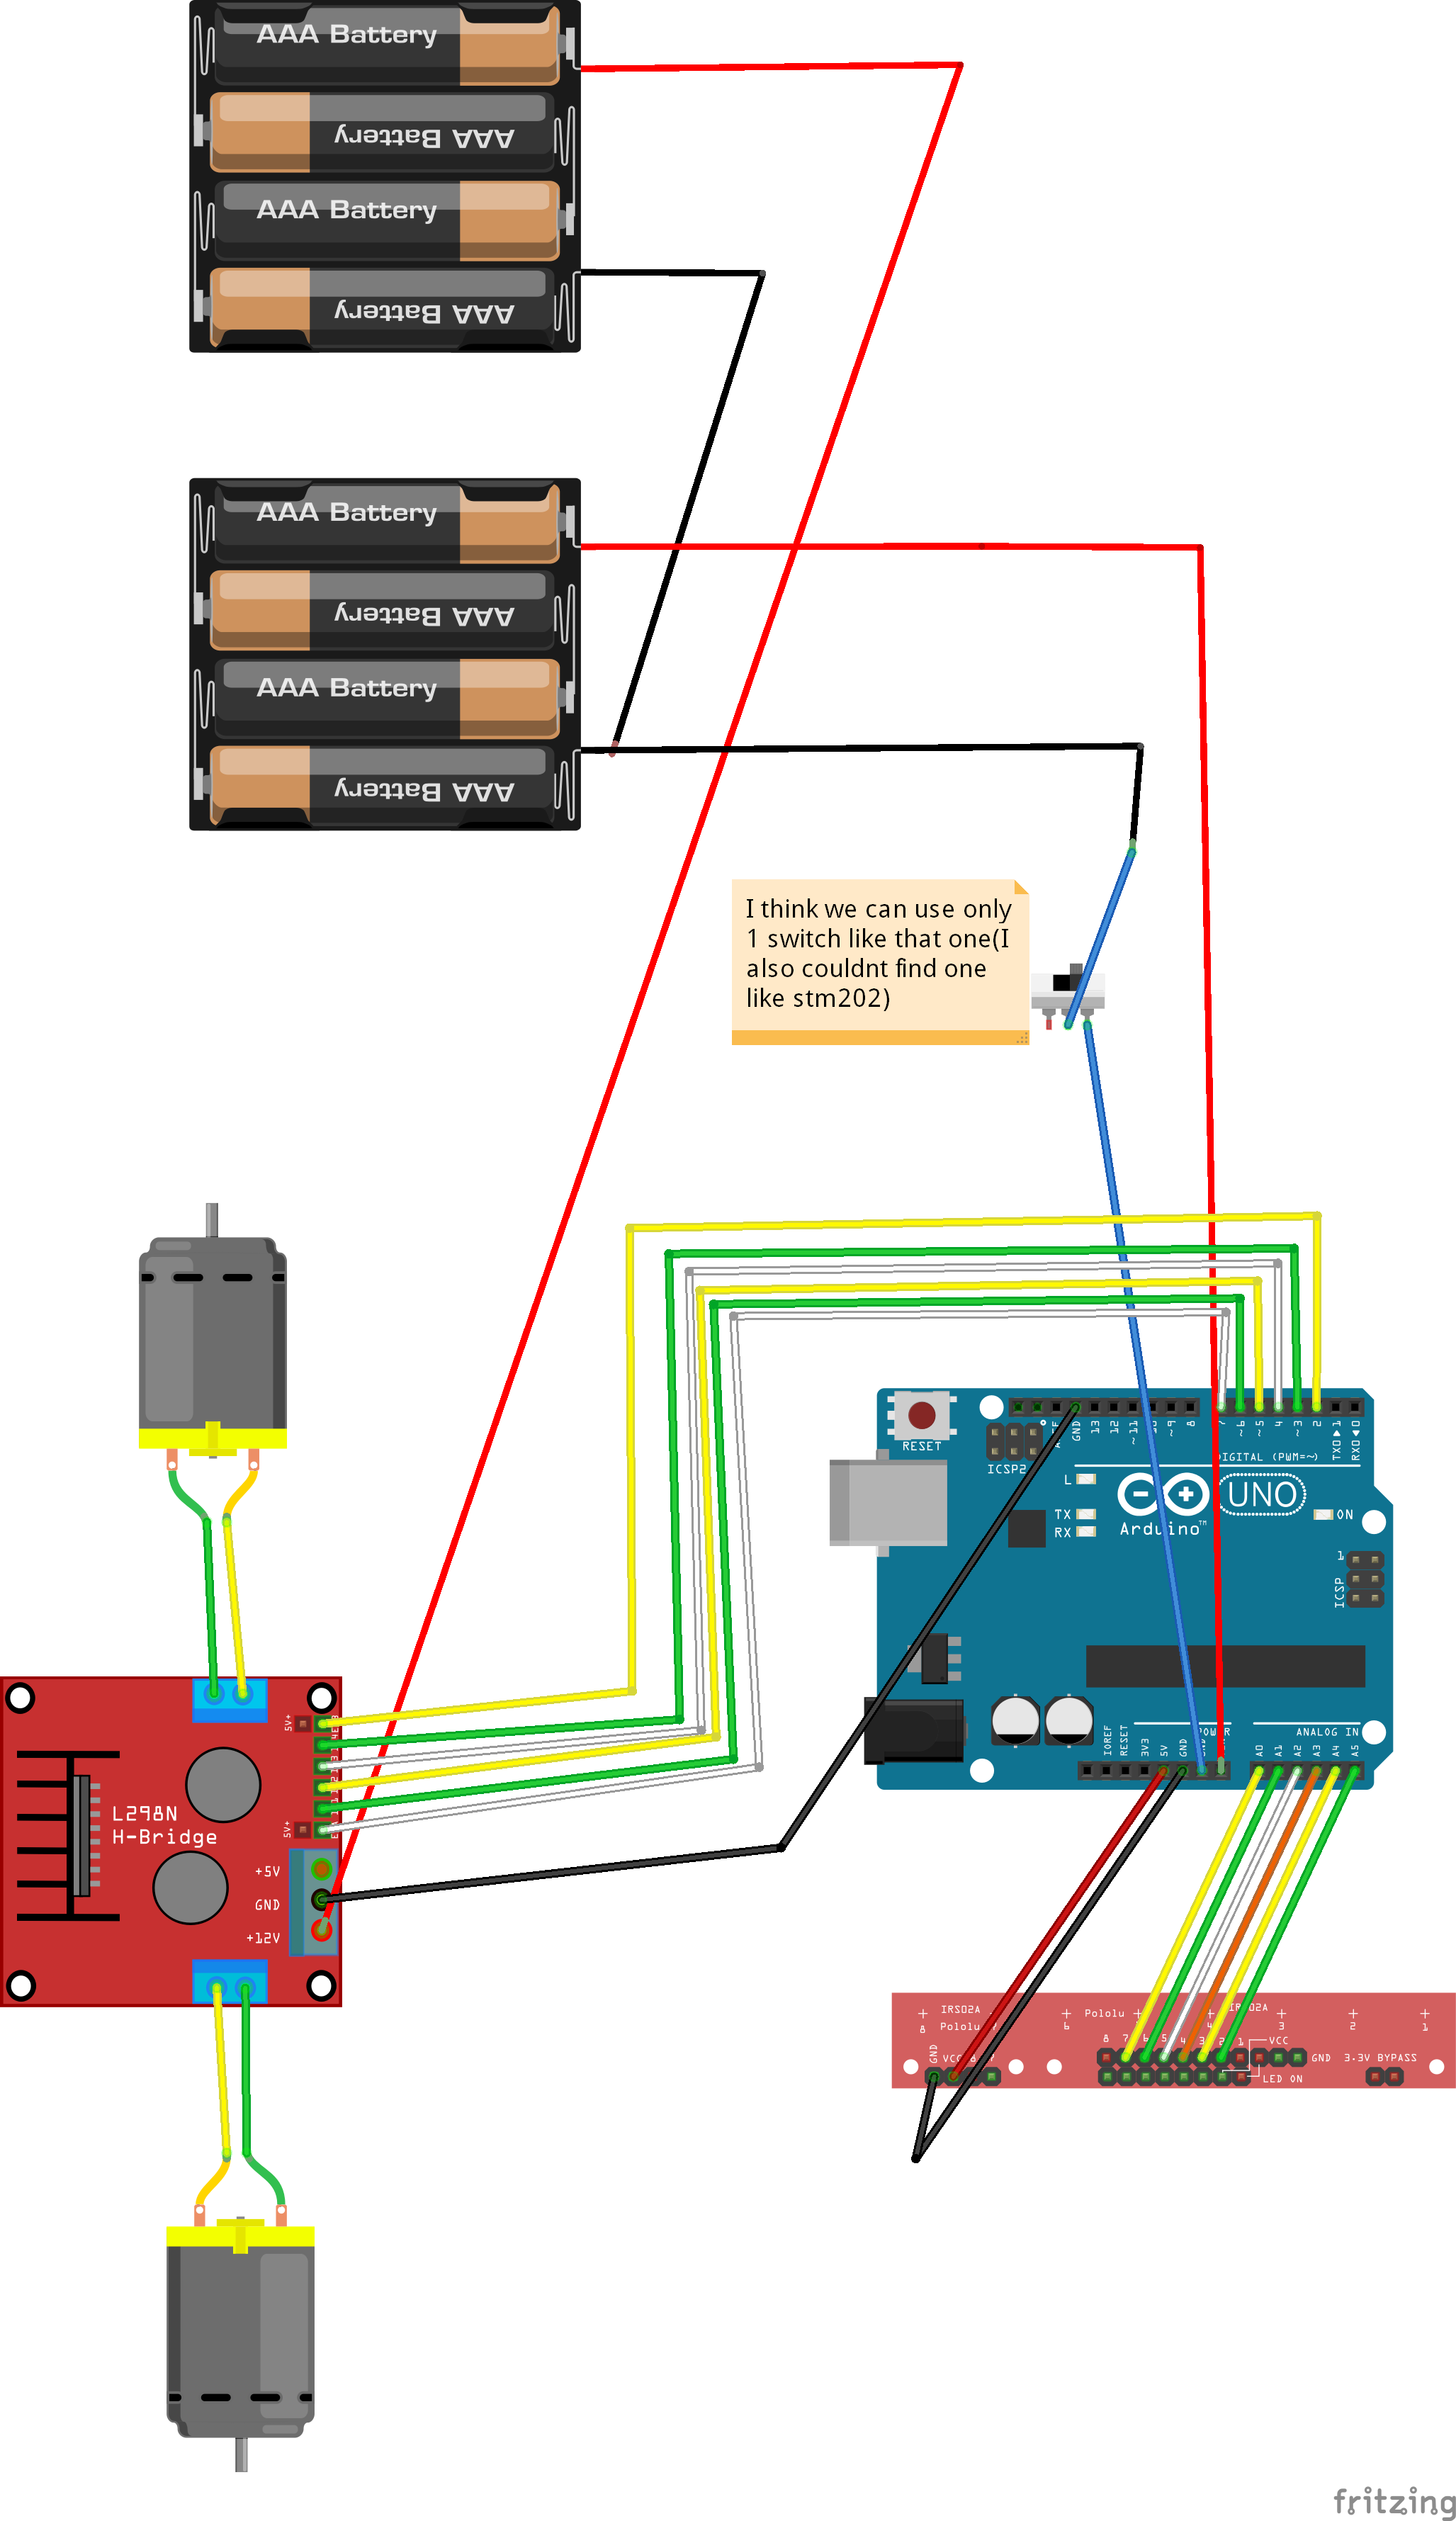 AAA Battery
AAA Battery
AAA Battery
AAA Battery
AAA Battery
AAA Battery
AAA Battery
AAA Battery
I think we can use only
1 switch like that one(I
also couldnt find one
like stm202)
RESET
ICSP2
GND
13
12
~11
~9
8
7
~6
~5
4
~3
2
TX0 1
RX0 0
DIGITAL (PWM=~)
L
TX
RX
Arduino™
UNO
ON
1
ICSP
IOREF
RESET
3V3
5V
GND
POWER
ANALOG IN
A0
A1
A2
A3
A4
A5
5V+
5V+
L298N
H-Bridge
+5V
GND
+12V
IRS02A
8
Pololu
6
Pololu
IRS02A
4
3
2
1
8
7
6
5
4
3
2
1
VCC
GND
3.3V BYPASS
LED ON
GND
VCC
fritzing